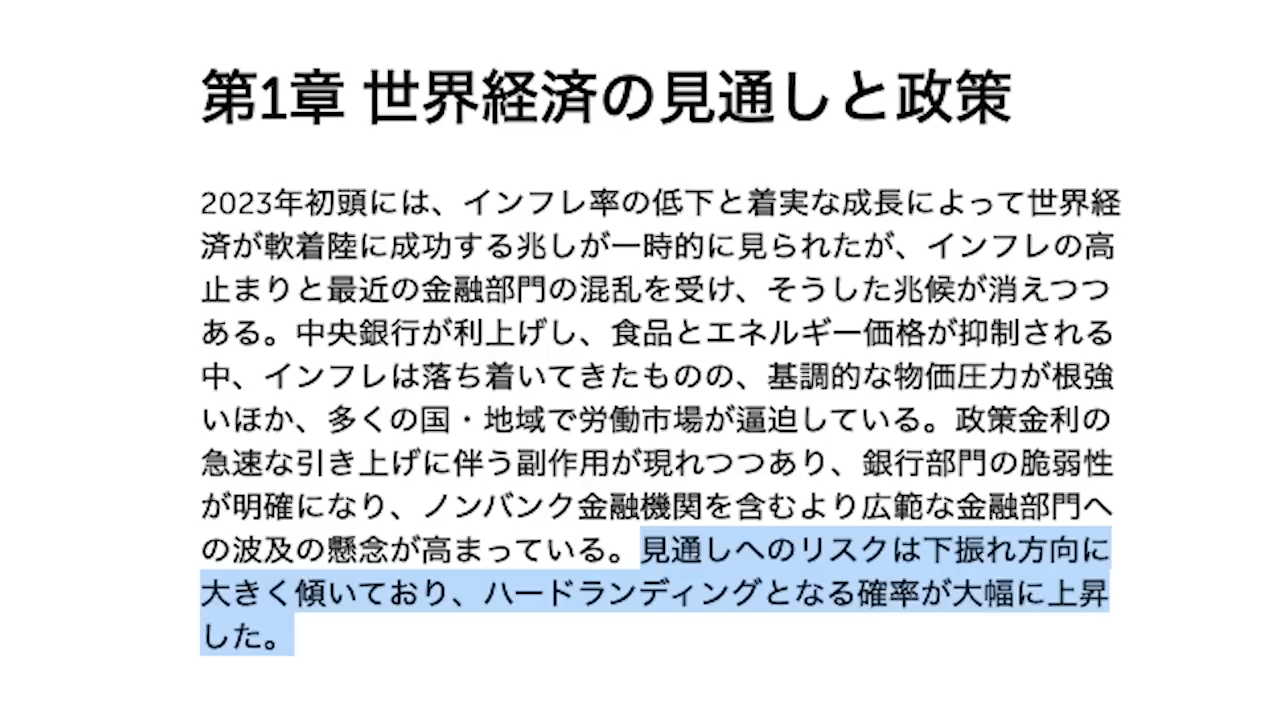 第1章 世界経済の見通しと政策
2023年初頭には、インフレ率の低下と着実な成長によって世界経
済が軟着陸に成功する兆しが一時的に見られたが、インフレの高
止まりと最近の金融部門の混乱を受け、そうした兆候が消えつつ
ある。中央銀行が利上げし、食品とエネルギー価格が抑制される
中、インフレは落ち着いてきたものの、基調的な物価圧力が根強
いほか、多くの国・地域で労働市場が逼迫している。政策金利の
急速な引き上げに伴う副作用が現れつつあり、銀行部門の脆弱性
が明確になり、ノンバンク金融機関を含むより広範な金融部門へ
の波及の懸念が高まっている。見通しへのリスクは下振れ方向に
大きく傾いており、ハードランディングとなる確率が大幅に上昇
した。